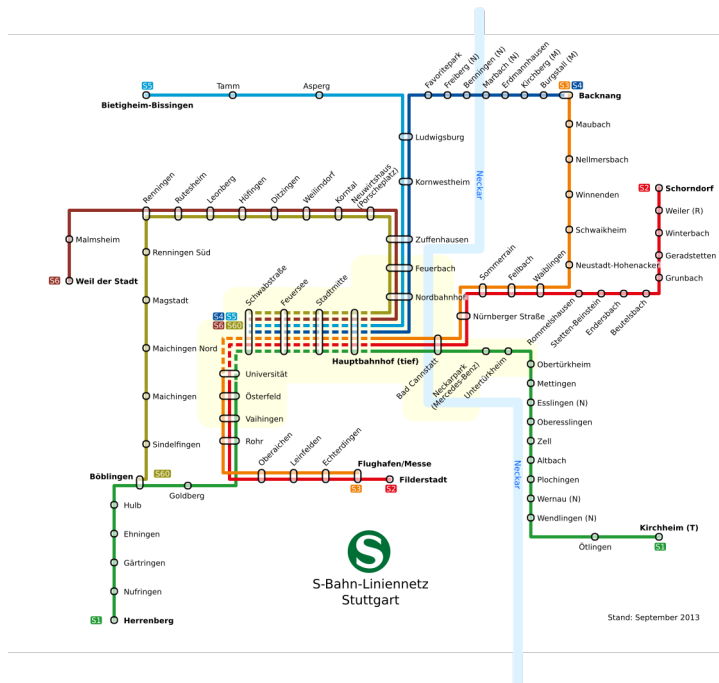 Favoritepark
Freiberg (N)
Benningen (N)
Marbach (N)
Erdmannhausen
Kirchberg (M)
Burgstall (M)
S5
Tamm
Asperg
S3 S4
Bietigheim-Bissingen
Backnang
Maubach
Ludwigsburg
Nellmersbach
Renningen
Rutesheim
Leonberg
Höfingen
Ditzingen
Weilimdorf
Korntal
Neuwirtshaus
(Porscheplatz)
Kornwestheim
Neckar
S2
Schorndorf
Winnenden
Weiler (R)
Malmsheim
Zuffenhausen
Schwaikheim
Winterbach
Renningen Süd
Geradstetten
Feuerbach
Sommerrain
Fellbach
Waiblingen
Neustadt-Hohenacker
S6
Weil der Stadt
Grunbach
Magstadt
Schwabstraße
Feuersee
Stadtmitte
Nordbahnhof
S4 S5
S6 S60
Nürnberger Straße
Rommelshausen
Stetten-Beinstein
Endersbach
Beutelsbach
Maichingen Nord
Hauptbahnhof (tief)
Bad Cannstatt
Neckarpark
(Mercedes-Benz)
Untertürkheim
Obertürkheim
Universität
Mettingen
Maichingen
Österfeld
Esslingen (N)
Vaihingen
Oberesslingen
Sindelfingen
Rohr
Zell
Oberaichen
Leinfelden
Echterdingen
Altbach
Flughafen/Messe
S60
Böblingen
Neckar
Filderstadt
Plochingen
S3
S2
Goldberg
Wernau (N)
Hulb
Wendlingen (N)
Kirchheim (T)
Ehningen
Ötlingen
S1
Gärtringen
S
Nufringen
S-Bahn-Liniennetz
Stuttgart
S1
Herrenberg
Stand: September 2013